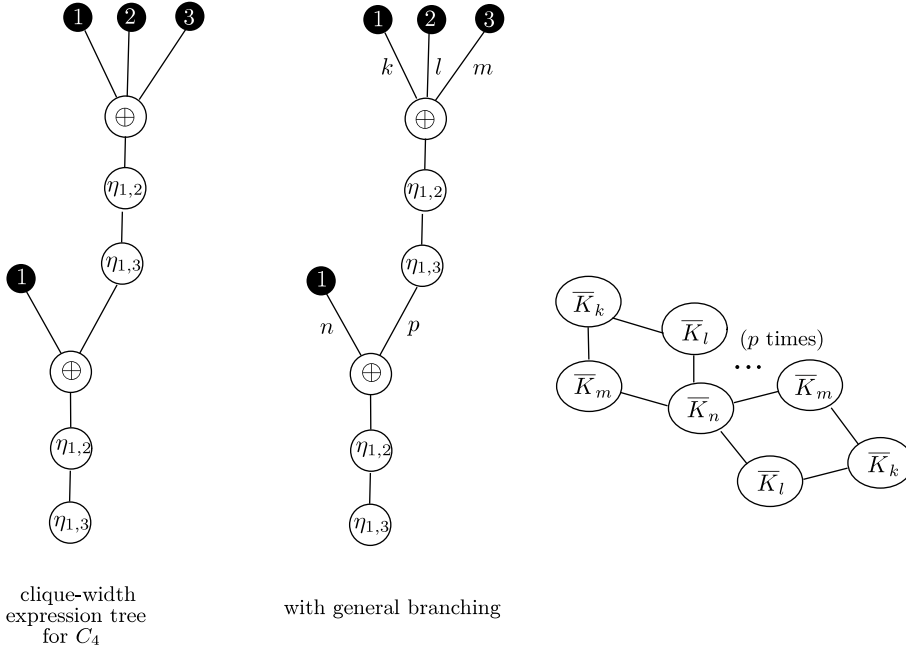 1 2 3
⊕
η1,2
η1,3
1
⊕
η1,2
η1,3
clique-width
expression tree
for C4
1 2 3
k l m
⊕
η1,2
η1,3
1
n p
⊕
η1,2
η1,3
with general branching
K̅k
K̅l
(p times)
...
K̅m
K̅n
K̅m
K̅l
K̅k